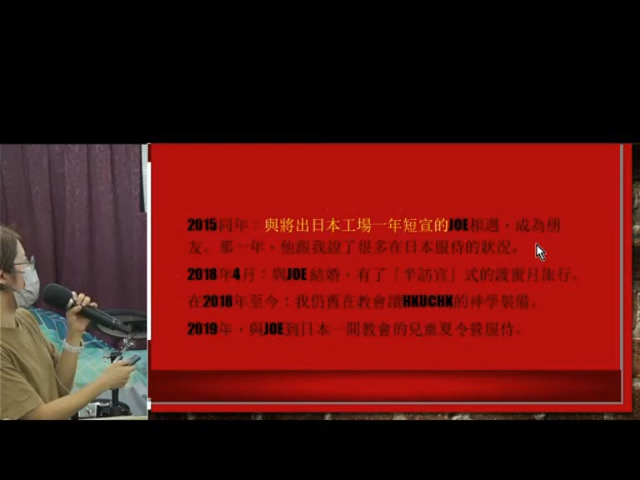 2015同年：與將出日本工場一年短宣的JOE相遇，成為朋
友。那一年，他跟我說了很多在日本服侍的狀況。
2018年4月：與JOE結婚，有了「半訪宣」式的渡蜜月旅行。
在2018年至今：我仍舊在教會讀HKUCHK的神學裝備。
2019年，與JOE到日本一間教會的兒童夏令營服侍。